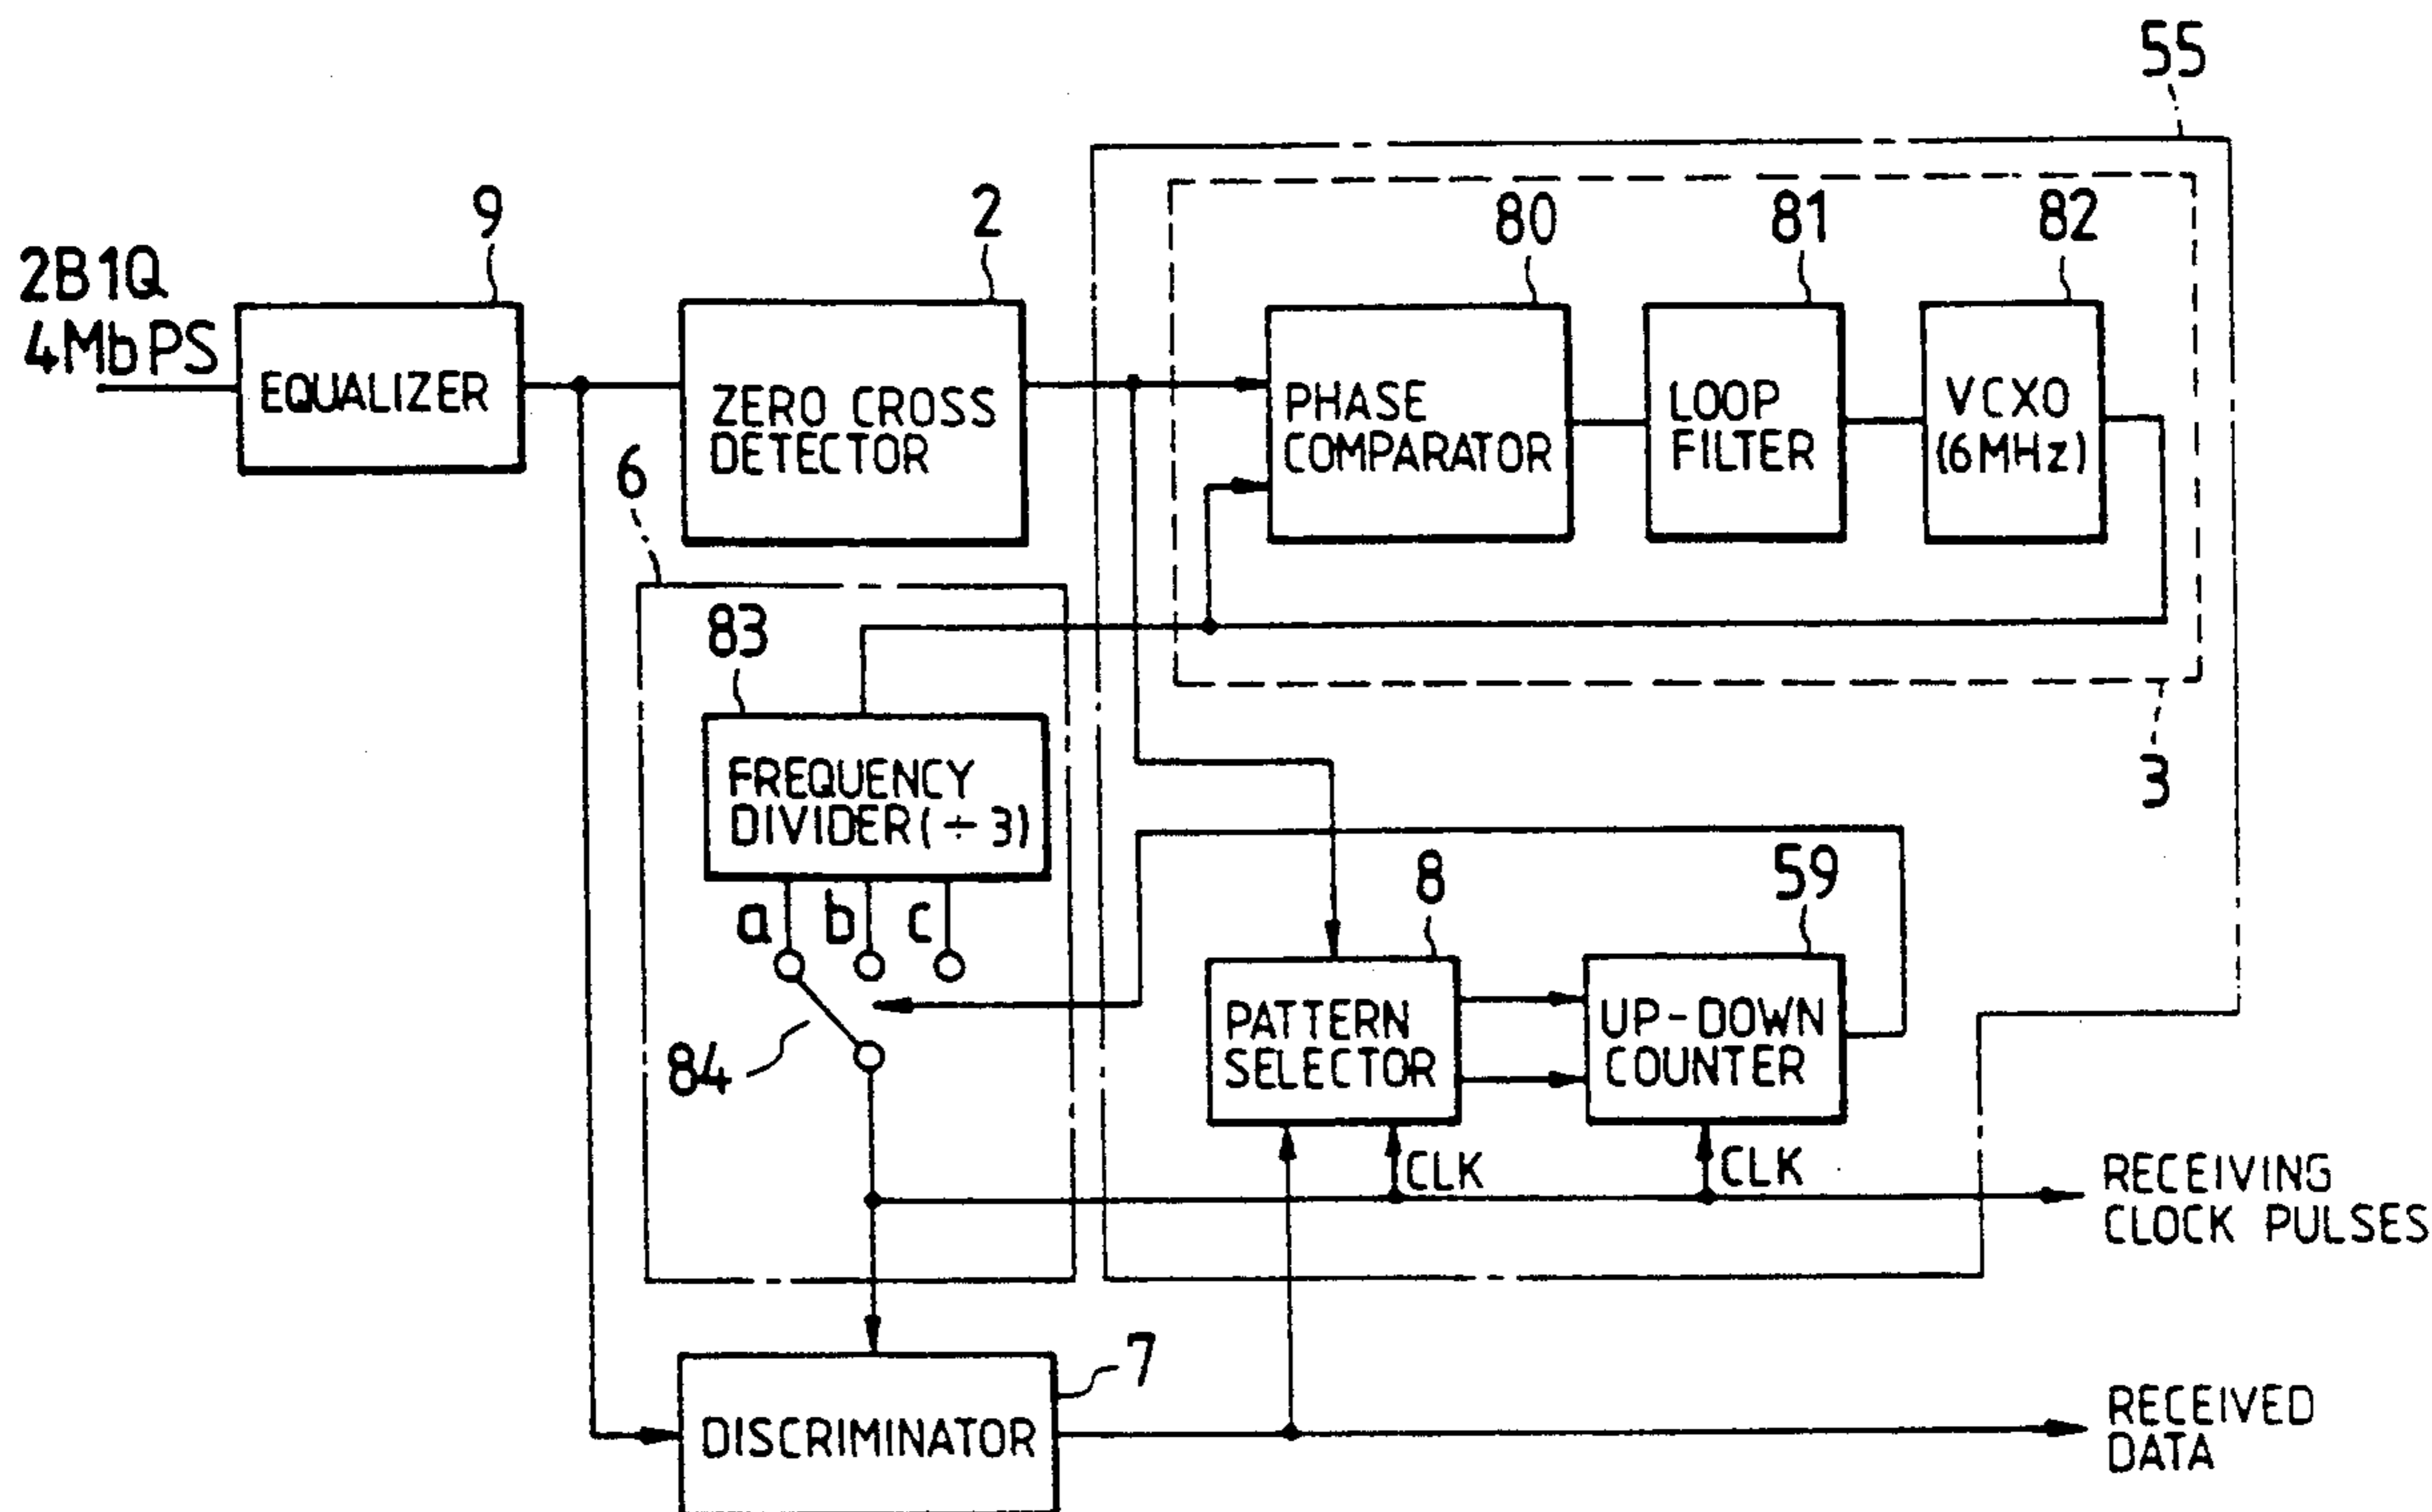 55
9
2
80
81
82
2B1Q
4MbPS
EQUALIZER
ZERO CROSS
DETECTOR
PHASE
COMPARATOR
LOOP
FILTER
VCXO
(6MHz)
6
83
3
FREQUENCY
DIVIDER(÷3)
a b c
8
59
84
PATTERN
SELECTOR
UP-DOWN
COUNTER
CLK
CLK
RECEIVING
CLOCK PULSES
7
DISCRIMINATOR
RECEIVED
DATA